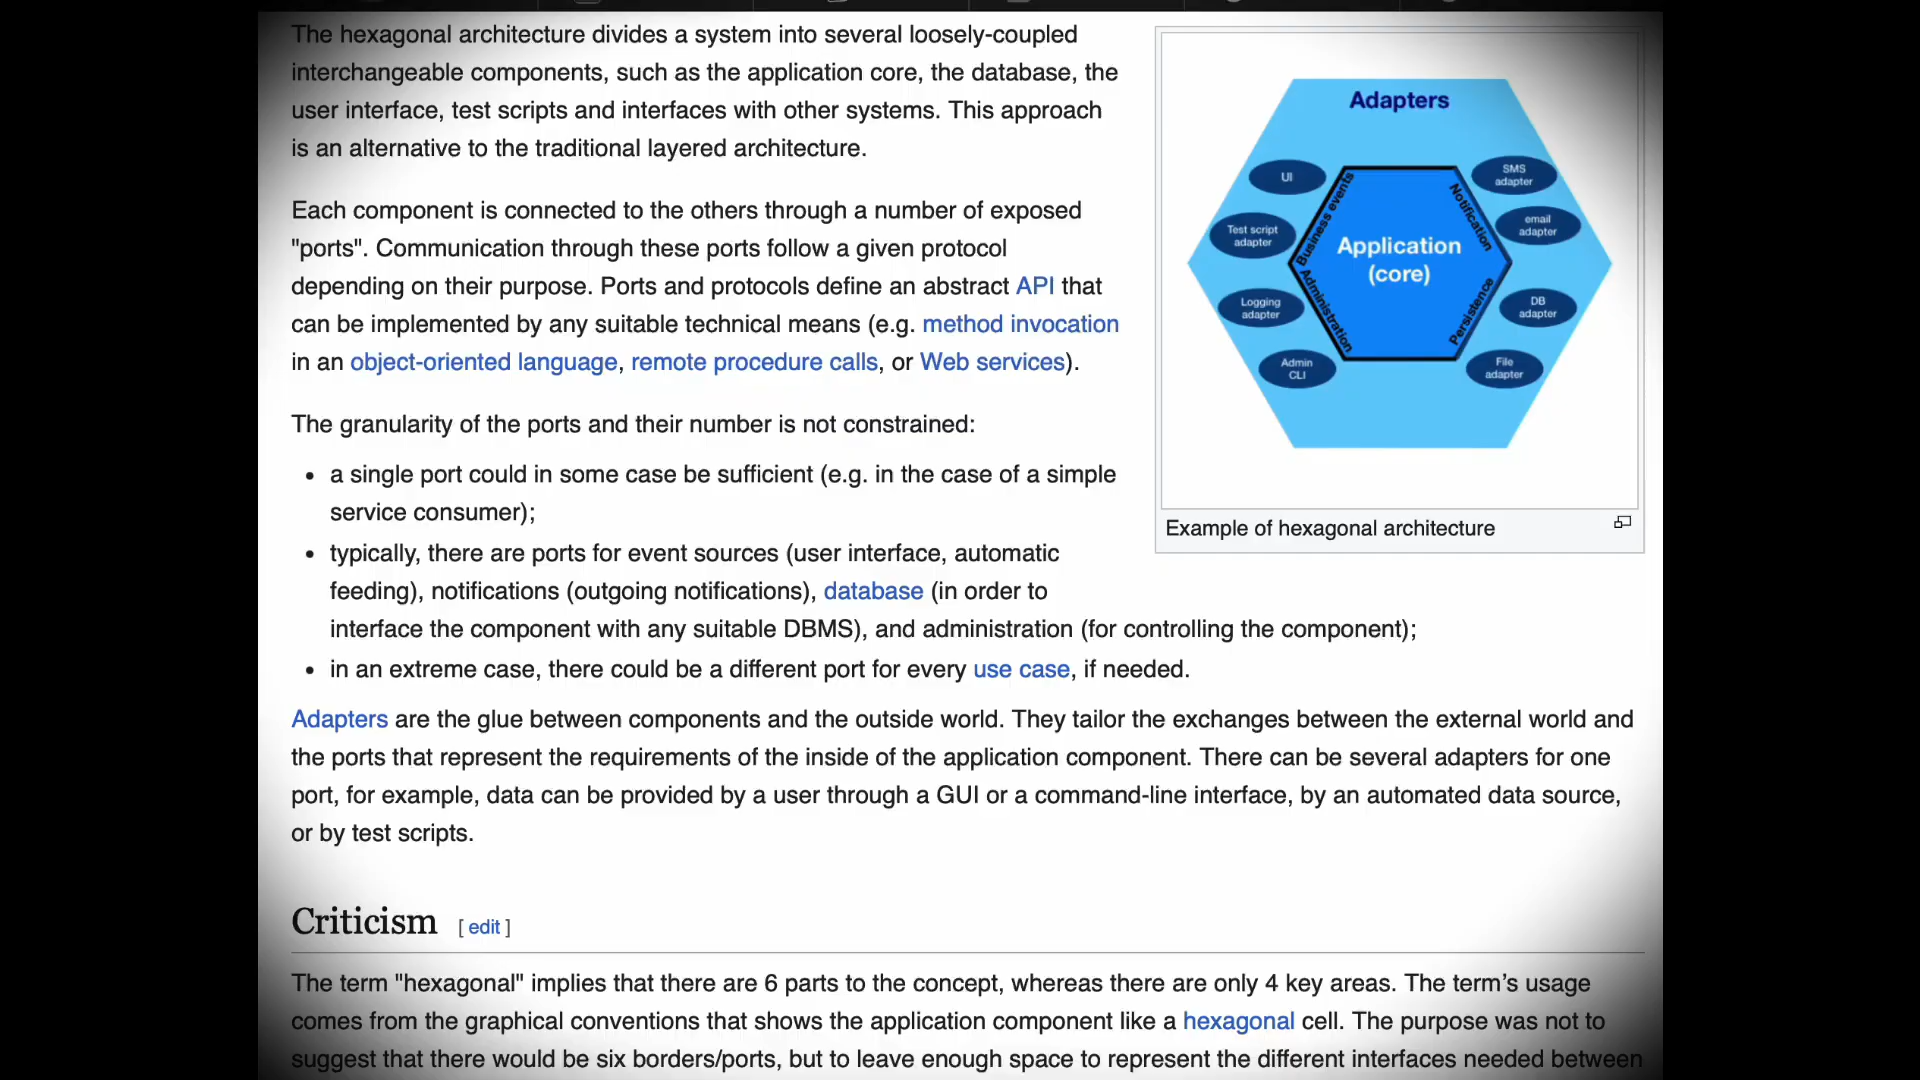 The hexagonal architecture divides a system into several loosely-coupled
interchangeable components, such as the application core, the database, the
user interface, test scripts and interfaces with other systems. This approach
is an alternative to the traditional layered architecture.
Each component is connected to the others through a number of exposed
"ports". Communication through these ports follow a given protocol
depending on their purpose. Ports and protocols define an abstract API that
can be implemented by any suitable technical means (e.g. method invocation
in an object-oriented language, remote procedure calls, or Web services).
The granularity of the ports and their number is not constrained:
• a single port could in some case be sufficient (e.g. in the case of a simple
service consumer);
• typically, there are ports for event sources (user interface, automatic
feeding), notifications (outgoing notifications), database (in order to
interface the component with any suitable DBMS), and administration (for controlling the component);
• in an extreme case, there could be a different port for every use case, if needed.
Adapters are the glue between components and the outside world. They tailor the exchanges between the external world and
the ports that represent the requirements of the inside of the application component. There can be several adapters for one
port, for example, data can be provided by a user through a GUI or a command-line interface, by an automated data source,
or by test scripts.
Adapters
UI
SMS
adapter
Test script
adapter
email
adapter
Business events
Notification
Application
(core)
Logging
adapter
DB
adapter
Administration
Persistence
Admin
CLI
File
adapter
Example of hexagonal architecture
Criticism [ edit ]
The term "hexagonal" implies that there are 6 parts to the concept, whereas there are only 4 key areas. The term’s usage
comes from the graphical conventions that shows the application component like a hexagonal cell. The purpose was not to
suggest that there would be six borders/ports, but to leave enough space to represent the different interfaces needed between